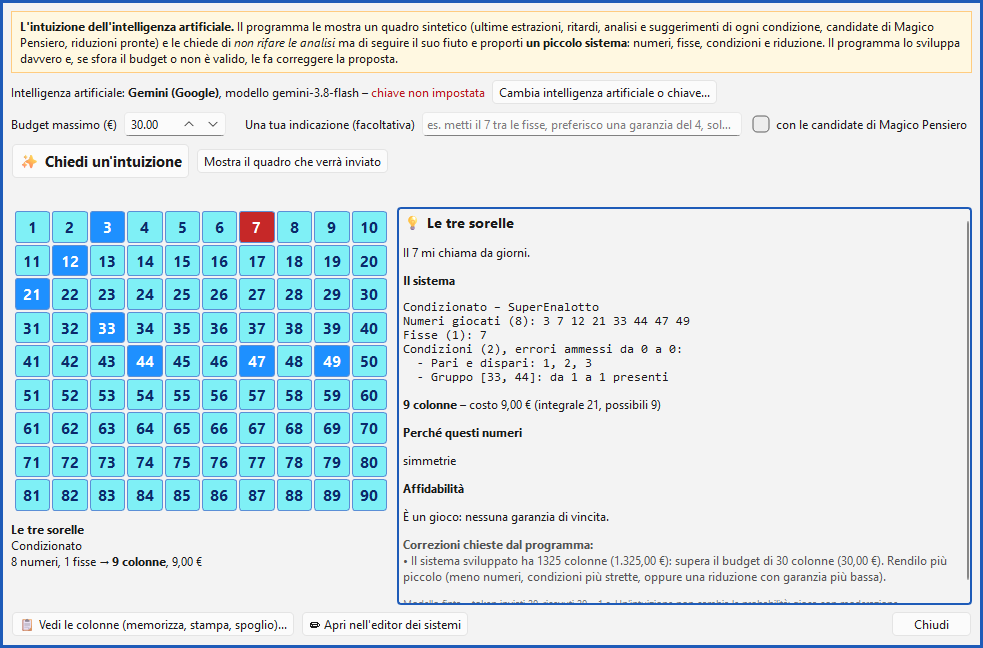 L'intuizione dell'intelligenza artificiale. Il programma le mostra un quadro sintetico (ultime estrazioni, ritardi, analisi e suggerimenti di ogni condizione, candidate di Magico
Pensiero, riduzioni pronte) e le chiede di non rifare le analisi ma di seguire il suo fiuto e proporti un piccolo sistema: numeri, fisse, condizioni e riduzione. Il programma lo sviluppa
davvero e, se sfora il budget o non è valido, le fa correggere la proposta.
Intelligenza artificiale: Gemini (Google), modello gemini-3.8-flash – chiave non impostata
Cambia intelligenza artificiale o chiave...
Budget massimo (€)
30.00
Una tua indicazione (facoltativa)
es. metti il 7 tra le fisse, preferisco una garanzia del 4, sol...
con le candidate di Magico Pensiero
Chiedi un'intuizione
Mostra il quadro che verrà inviato
1 2 3 4 5 6 7 8 9 10
11 12 13 14 15 16 17 18 19 20
21 22 23 24 25 26 27 28 29 30
31 32 33 34 35 36 37 38 39 40
41 42 43 44 45 46 47 48 49 50
51 52 53 54 55 56 57 58 59 60
61 62 63 64 65 66 67 68 69 70
71 72 73 74 75 76 77 78 79 80
81 82 83 84 85 86 87 88 89 90
Le tre sorelle
Condizionato
8 numeri, 1 fisse → 9 colonne, 9,00 €
Le tre sorelle
Il 7 mi chiama da giorni.
Il sistema
Condizionato – SuperEnalotto
Numeri giocati (8): 3 7 12 21 33 44 47 49
Fisse (1): 7
Condizioni (2), errori ammessi da 0 a 0:
- Pari e dispari: 1, 2, 3
- Gruppo [33, 44]: da 1 a 1 presenti
9 colonne – costo 9,00 € (integrale 21, possibili 9)
Perché questi numeri
simmetrie
Affidabilità
È un gioco: nessuna garanzia di vincita.
Correzioni chieste dal programma:
• Il sistema sviluppato ha 1325 colonne (1.325,00 €): supera il budget di 30 colonne (30,00 €). Rendilo più
piccolo (meno numeri, condizioni più strette, oppure una riduzione con garanzia più bassa).
Vedi le colonne (memorizza, stampa, spoglio)...
Apri nell'editor dei sistemi
Chiudi